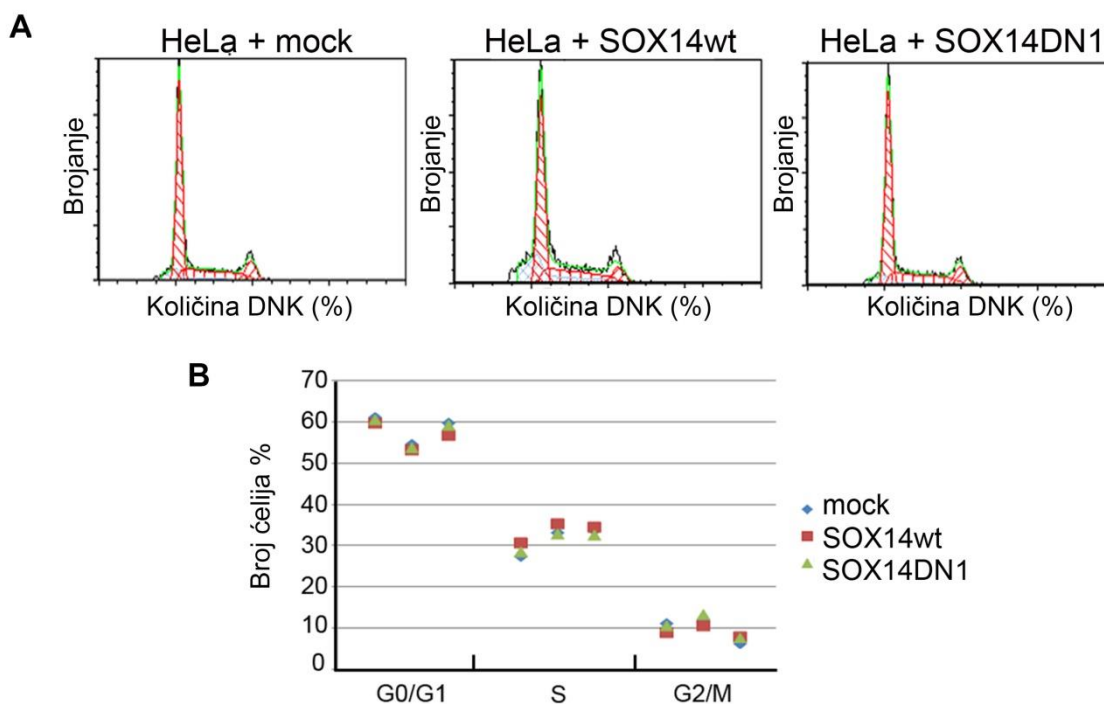 A
HeLa + mock
HeLa + SOX14wt
HeLa + SOX14DN1
Brojanje
Brojanje
Brojanje
Količina DNK (%)
Količina DNK (%)
Količina DNK (%)
B
Broj ćelija %
70
60
50
40
30
20
10
0
G0/G1
S
G2/M
mock
SOX14wt
SOX14DN1